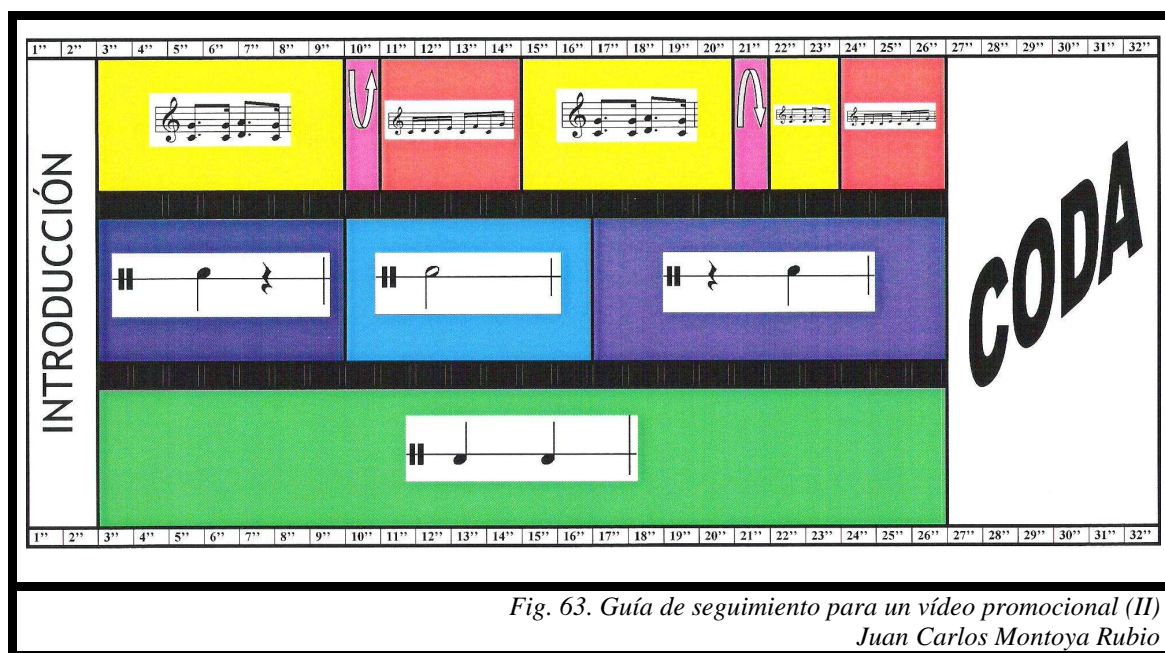 1’’ 2’’ 3’’ 4’’ 5’’ 6’’ 7’’ 8’’ 9’’ 10’’ 11’’ 12’’ 13’’ 14’’ 15’’ 16’’ 17’’ 18’’ 19’’ 20’’ 21’’ 22’’ 23’’ 24’’ 25’’ 26’’ 27’’ 28’’ 29’’ 30’’ 31’’ 32’’
INTRODUCCIÓN
CODA
1’’ 2’’ 3’’ 4’’ 5’’ 6’’ 7’’ 8’’ 9’’ 10’’ 11’’ 12’’ 13’’ 14’’ 15’’ 16’’ 17’’ 18’’ 19’’ 20’’ 21’’ 22’’ 23’’ 24’’ 25’’ 26’’ 27’’ 28’’ 29’’ 30’’ 31’’ 32’’
Fig. 63. Guía de seguimiento para un vídeo promocional (II)
Juan Carlos Montoya Rubio